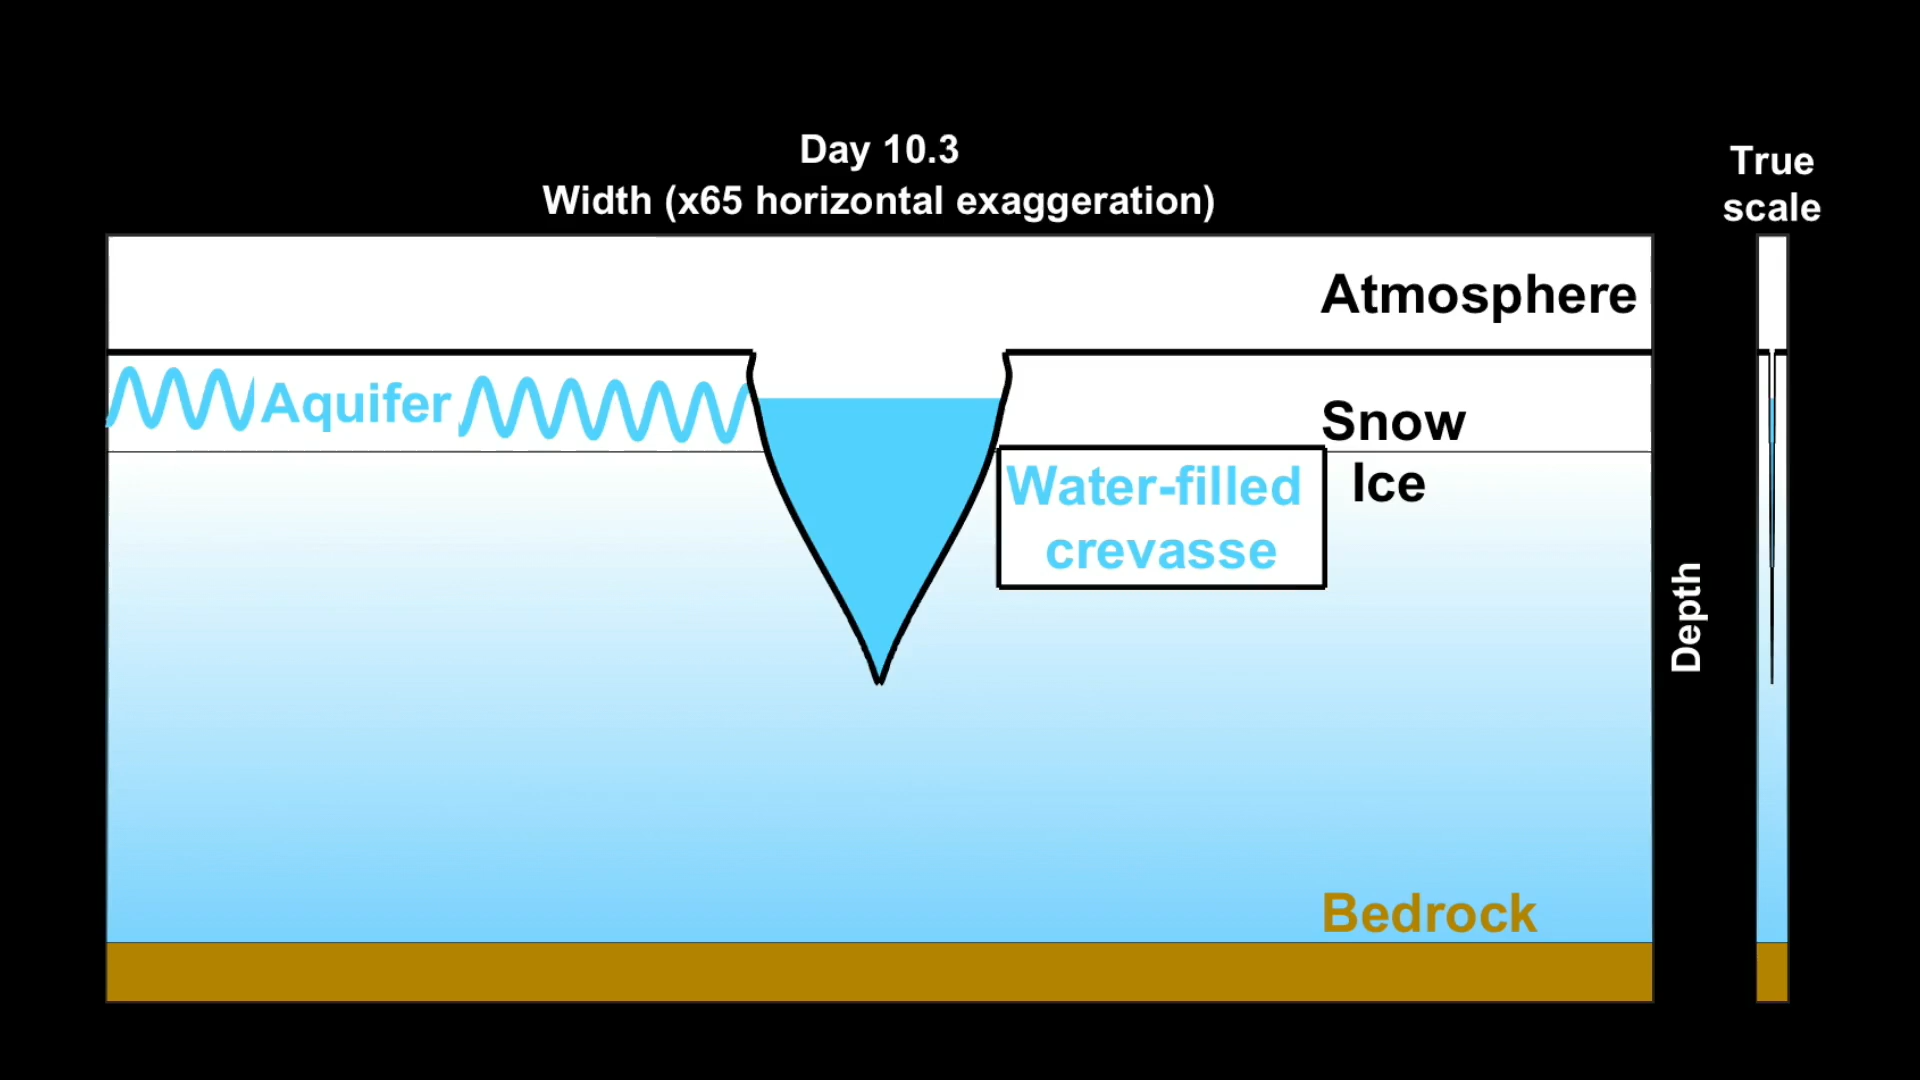 Day 10.3
Width (x65 horizontal exaggeration)
True
scale
Atmosphere
Aquifer
Snow
Water-filled
crevasse
Ice
Depth
Bedrock